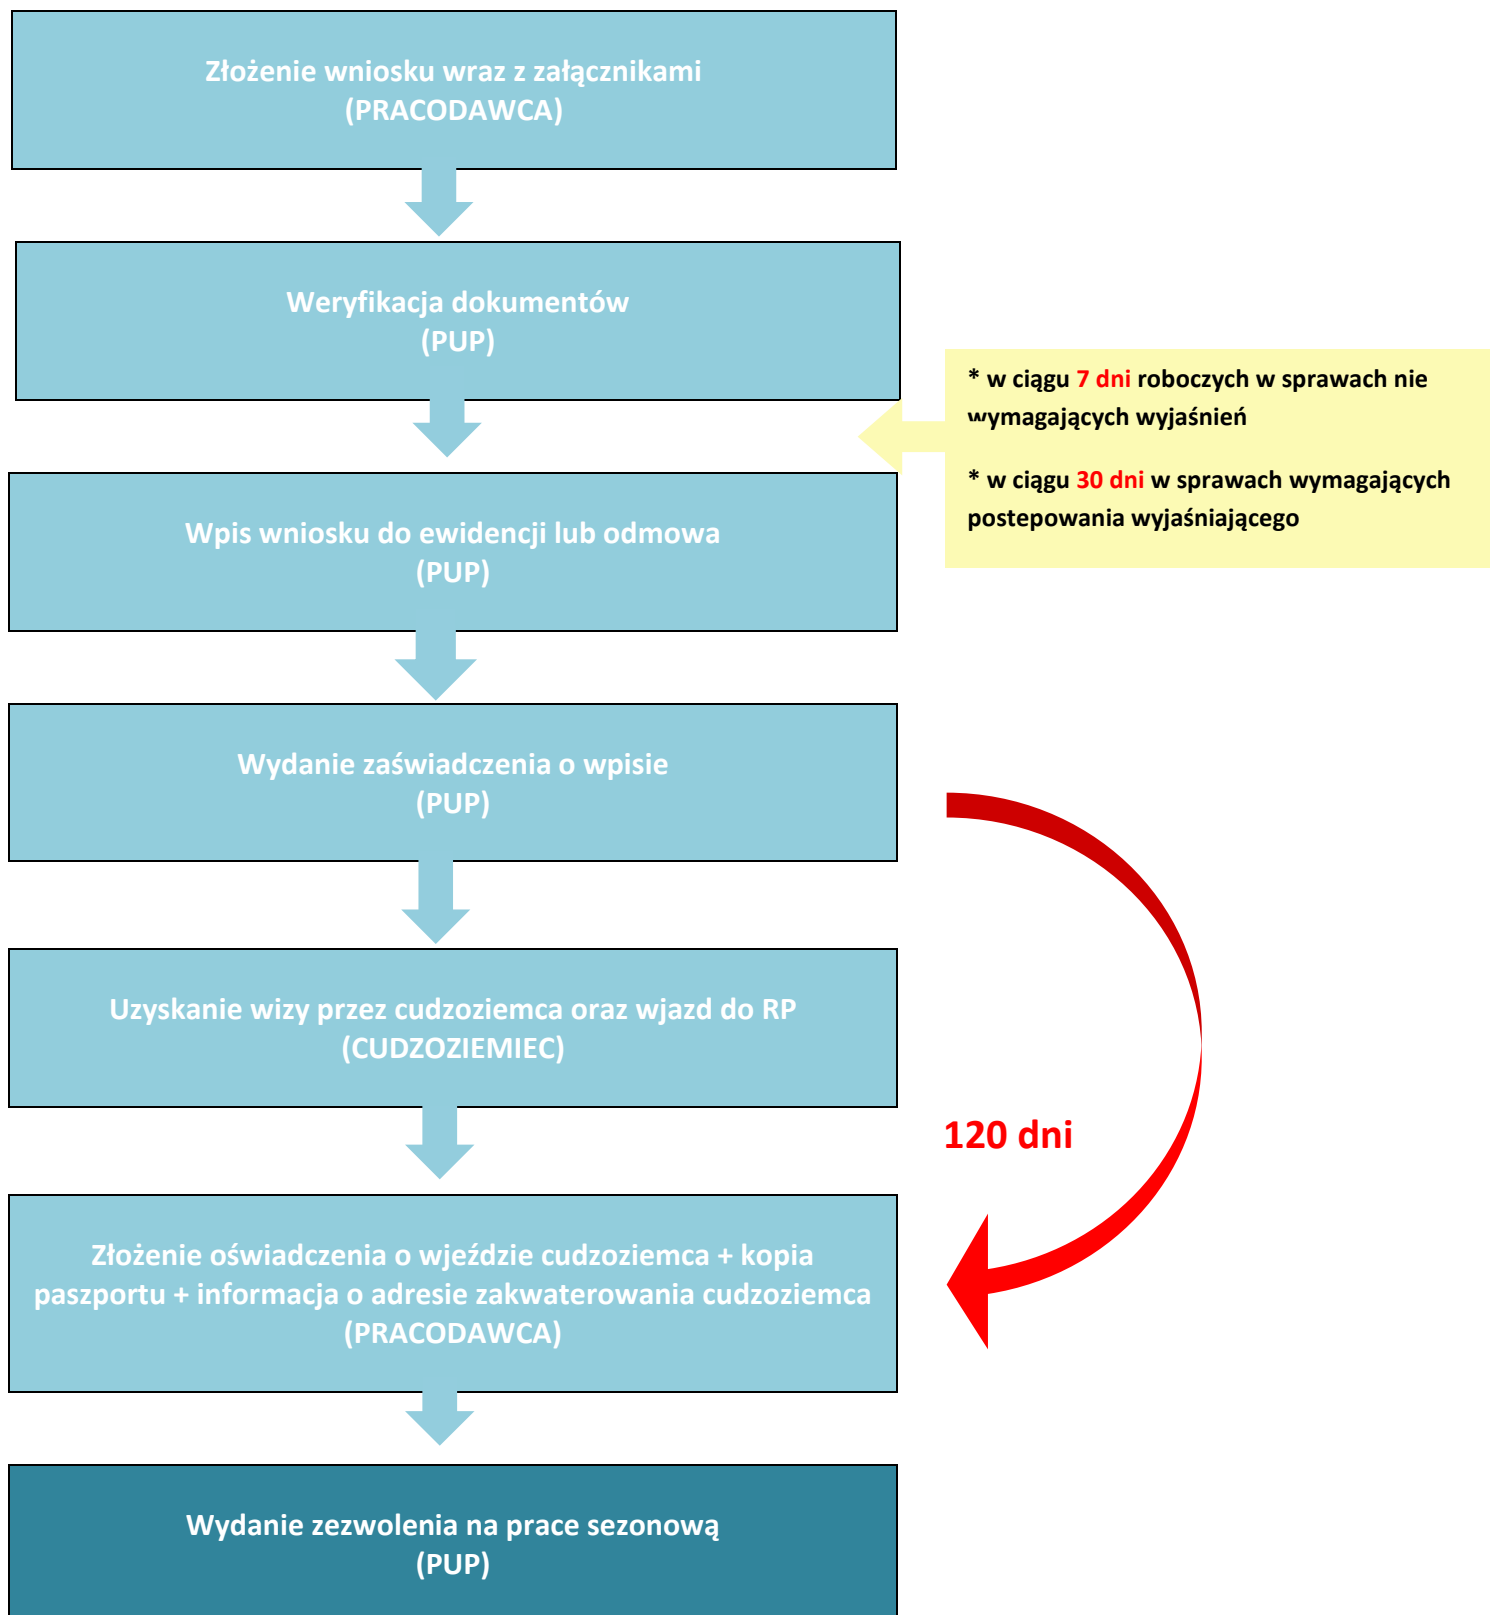 Złożenie wniosku wraz z załącznikami
(PRACODAWCA)
Weryfikacja dokumentów
(PUP)
* w ciągu 7 dni roboczych w sprawach nie
wymagających wyjaśnień
* w ciągu 30 dni w sprawach wymagających
postepowania wyjaśniającego
Wpis wniosku do ewidencji lub odmowa
(PUP)
Wydanie zaświadczenia o wpisie
(PUP)
Uzyskanie wizy przez cudzoziemca oraz wjazd do RP
(CUDZOZIEMIEC)
120 dni
Złożenie oświadczenia o wjeździe cudzoziemca + kopia
paszportu + informacja o adresie zakwaterowania cudzoziemca
(PRACODAWCA)
Wydanie zezwolenia na prace sezonową
(PUP)